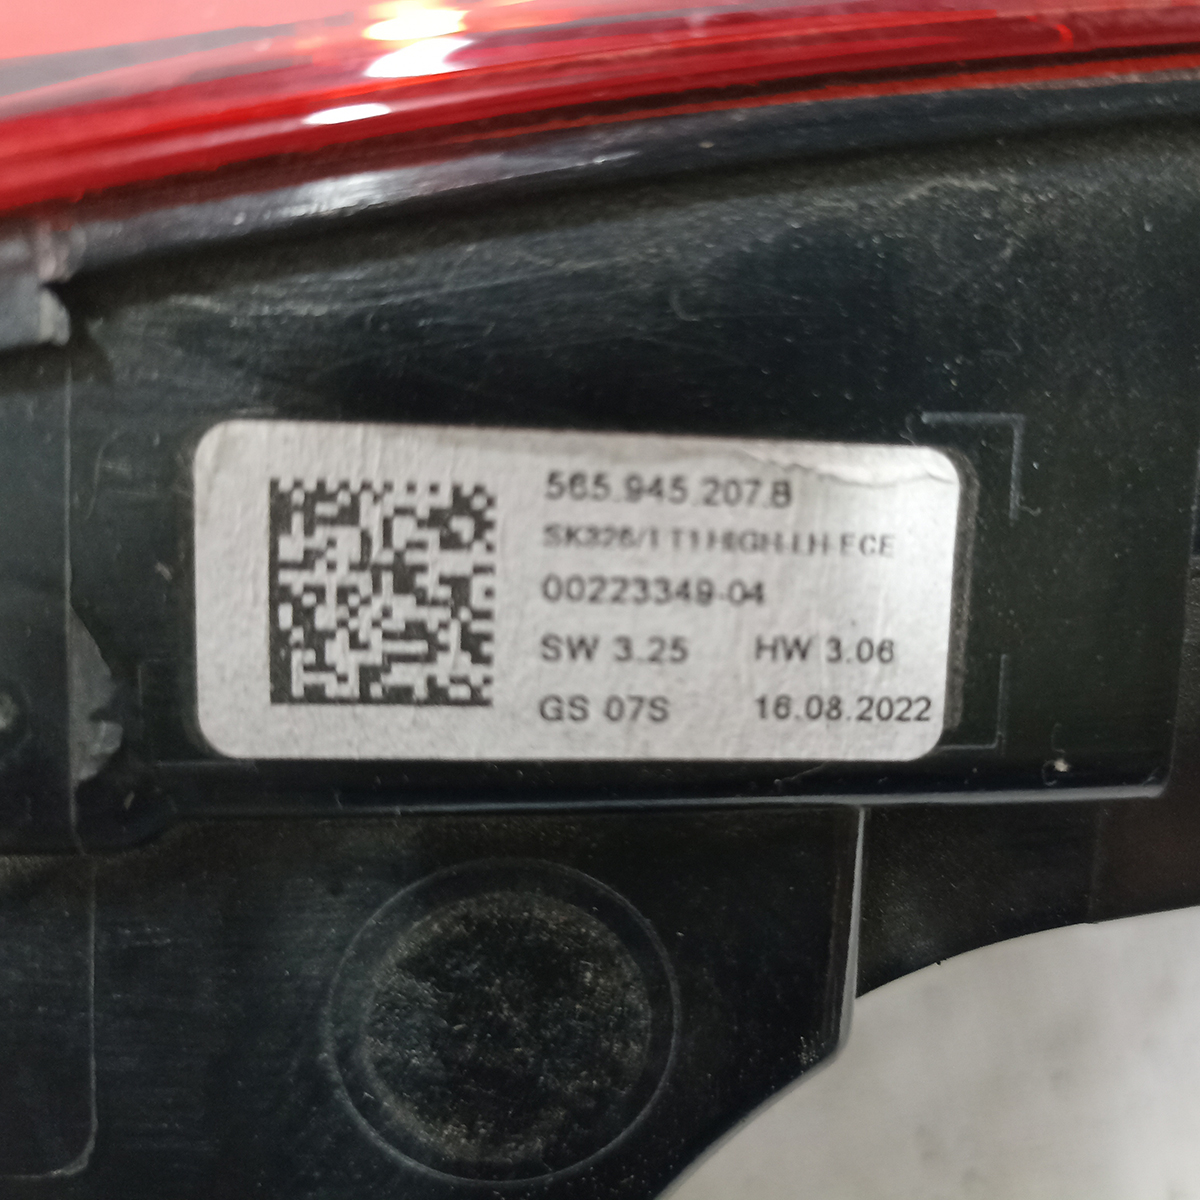 565.945.207.B
SK326/1 T1 HIGH LH ECE
00223349-04
SW 3.25 HW 3.06
GS 07S 16.08.2022